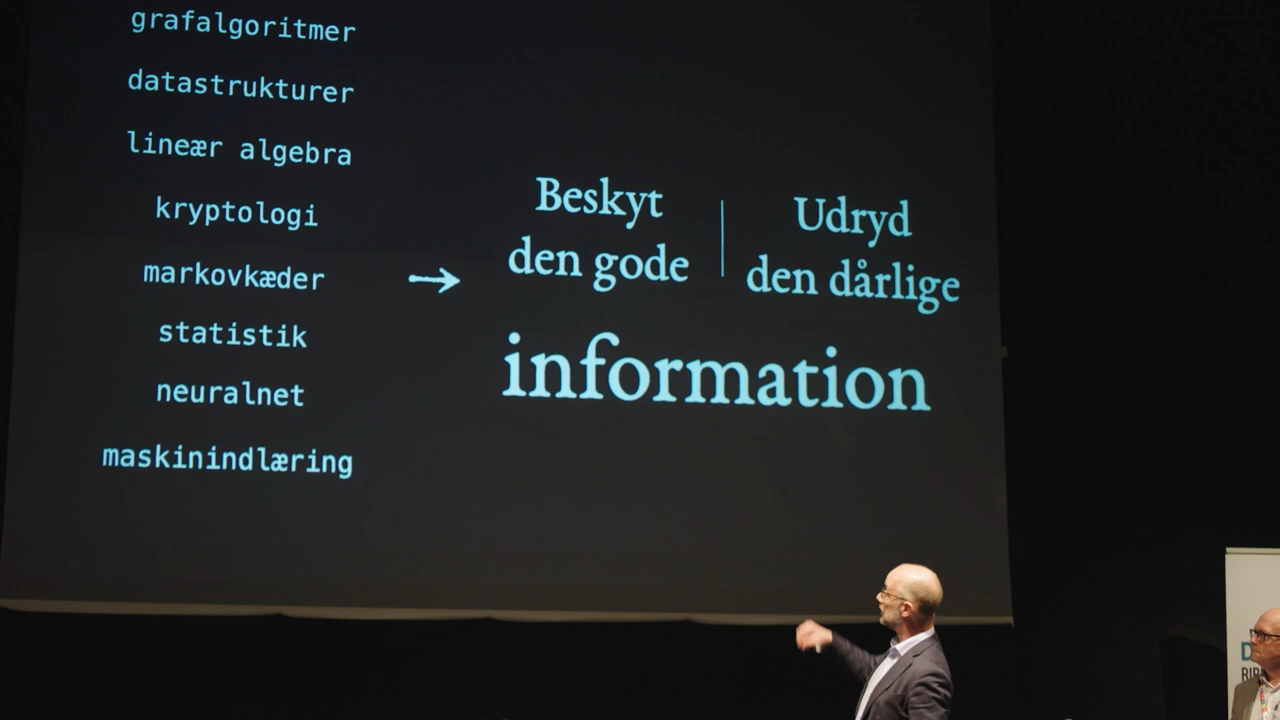 grafalgoritmer
datastrukturer
lineær algebra
kryptologi
markovkæder
statistik
neuralnet
maskinindlæring
→
Beskyt
den gode
Udryd
den dårlige
information